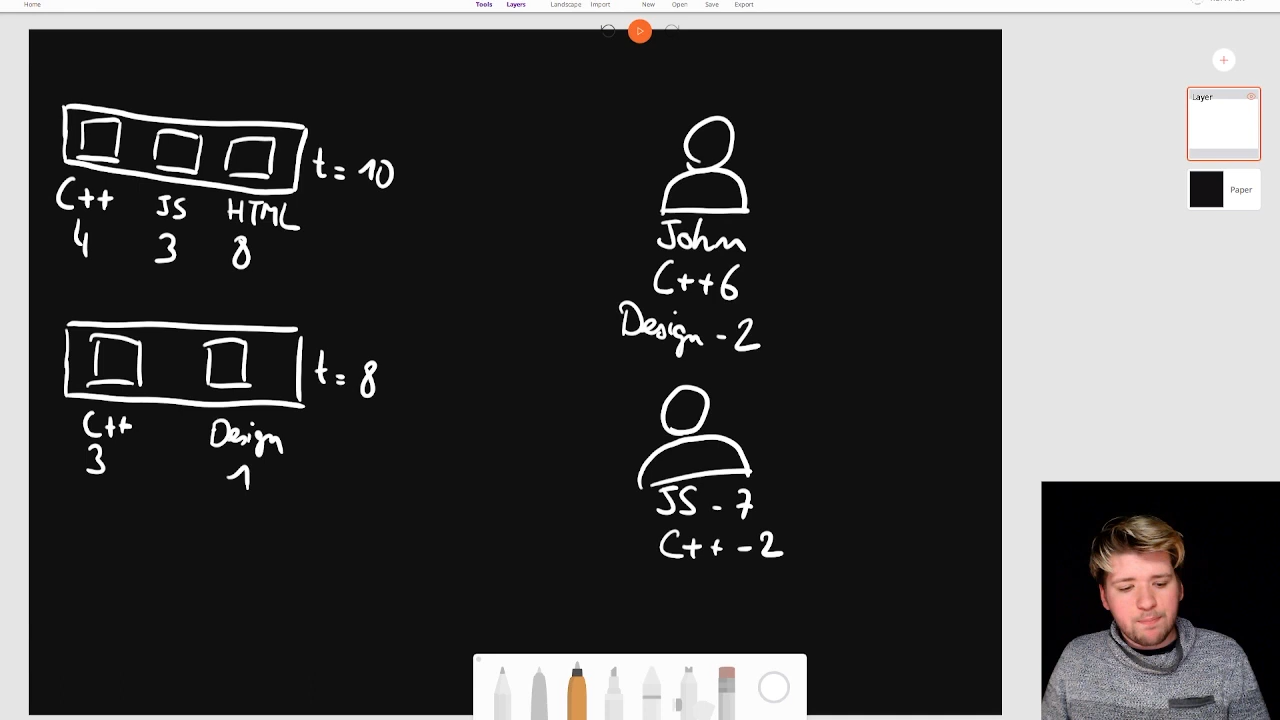 Home Tools Layers Landscape Import New Open Save Export
t = 10
C++ JS HTML
4 3 8
t = 8
C++ Design
3 1
John
C++ 6
Design - 2
JS - 7
C++ - 2
Layer
Paper